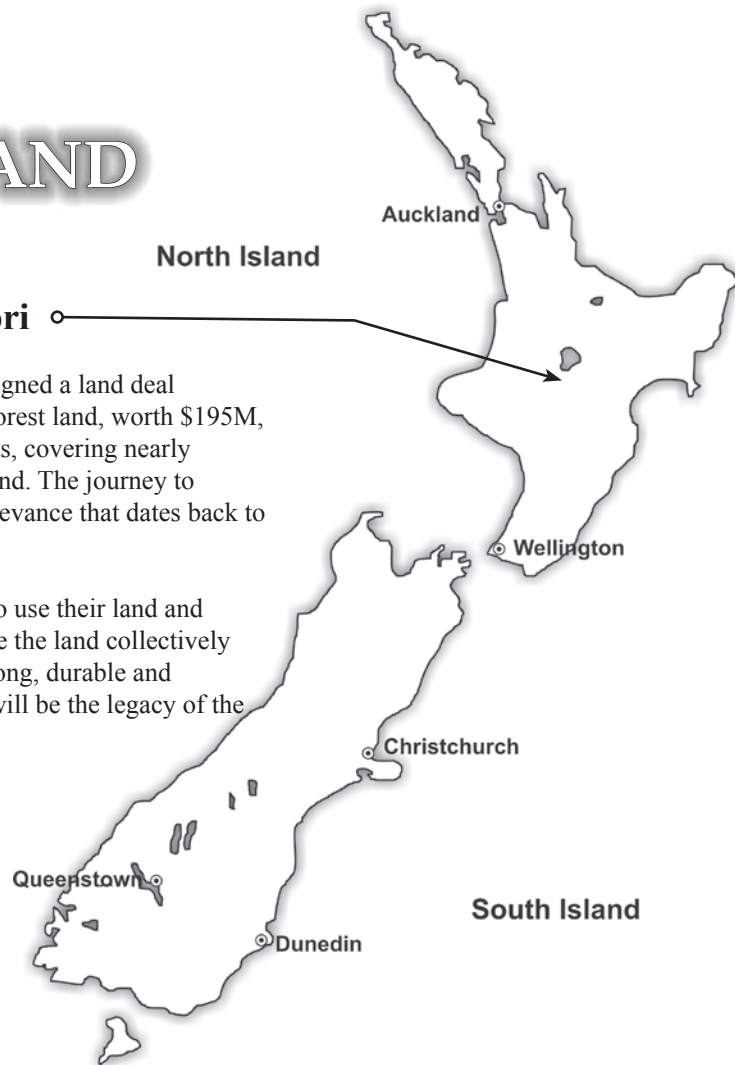 AND
Auckland
North Island
ori
igned a land deal
orest land, worth $195M,
ts, covering nearly
nd. The journey to
evance that dates back to
Wellington
o use their land and
e the land collectively
ong, durable and
will be the legacy of the
Christchurch
Queenstown
South Island
Dunedin